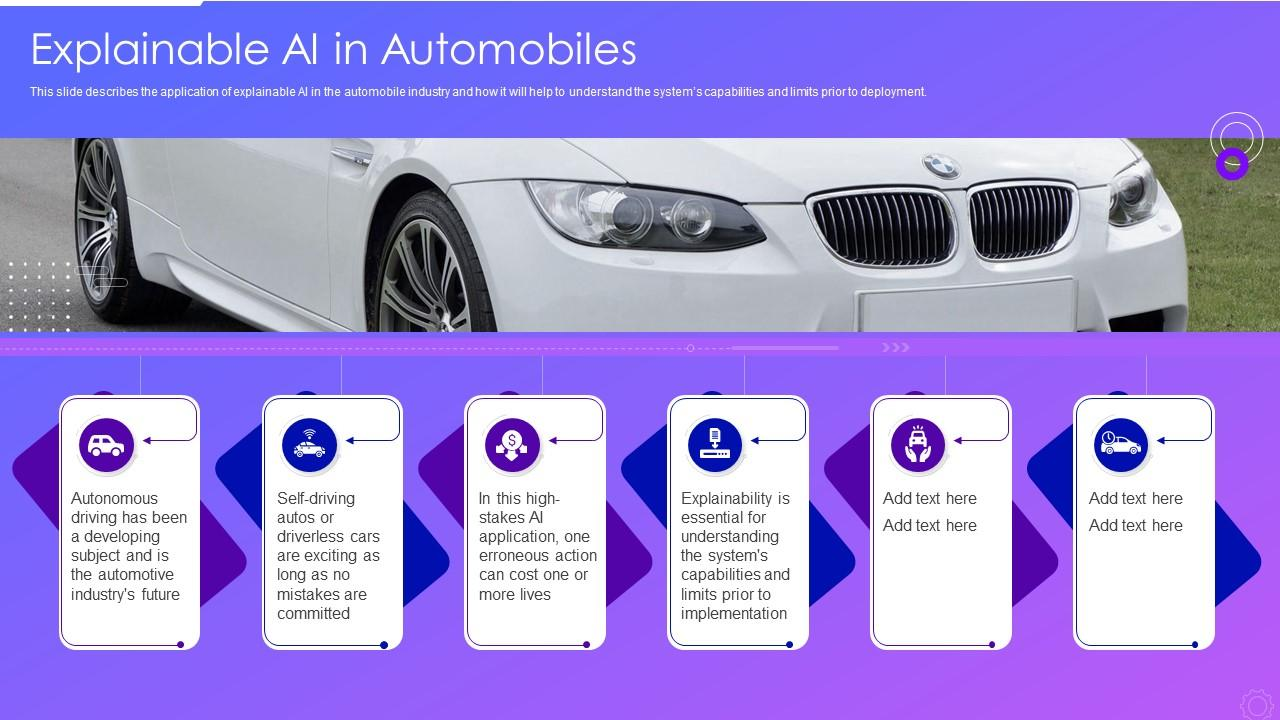 Explainable AI in Automobiles
This slide describes the application of explainable AI in the automobile industry and how it will help to understand the system's capabilities and limits prior to deployment.
Autonomous
driving has been
a developing
subject and is
the automotive
industry's future
Self-driving
autos or
driverless cars
are exciting as
long as no
mistakes are
committed
In this high-
stakes AI
application, one
erroneous action
can cost one or
more lives
Explainability is
essential for
understanding
the system's
capabilities and
limits prior to
implementation
Add text here
Add text here
Add text here
Add text here